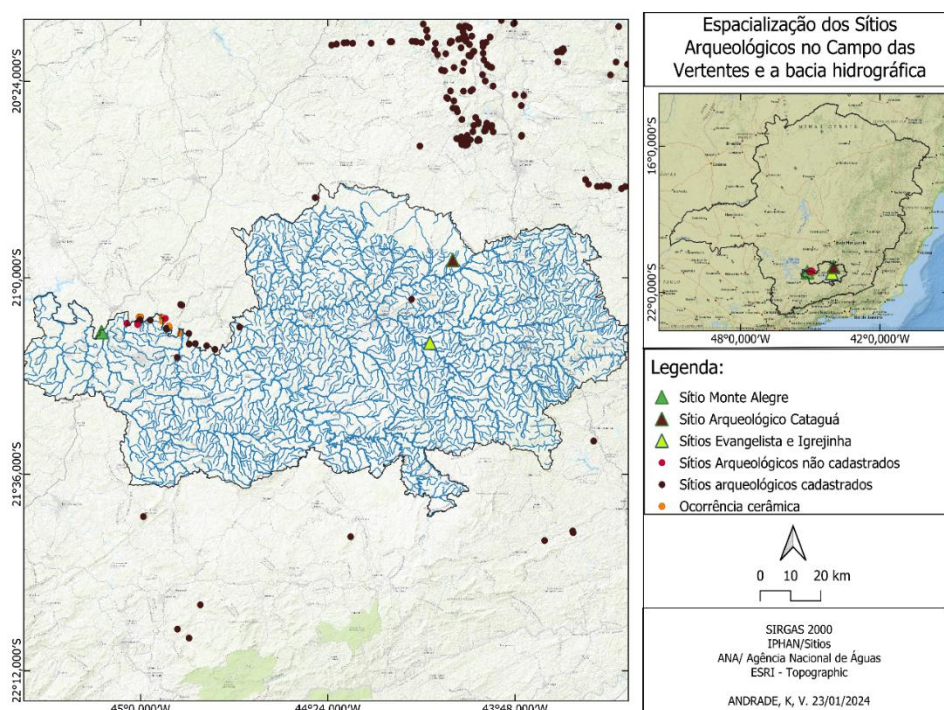 Espacialização dos Sítios
Arqueológicos no Campo das
Vertentes e a bacia hidrográfica
20°24,000'S
21°0,000'S
21°36,000'S
22°12,000'S
45°0,000'W
44°24,000'W
43°48,000'W
16°0,000'S
22°0,000'S
48°0,000'W
42°0,000'W
MINAS GERAIS
Legenda:
Sítio Monte Alegre
Sítio Arqueológico Cataguá
Sítios Evangelista e Igrejinha
Sítios Arqueológicos não cadastrados
Sítios arqueológicos cadastrados
Ocorrência cerâmica
0 10 20 km
SIRGAS 2000
IPHAN/Sitios
ANA/ Agência Nacional de Águas
ESRI - Topographic
ANDRADE, K, V. 23/01/2024